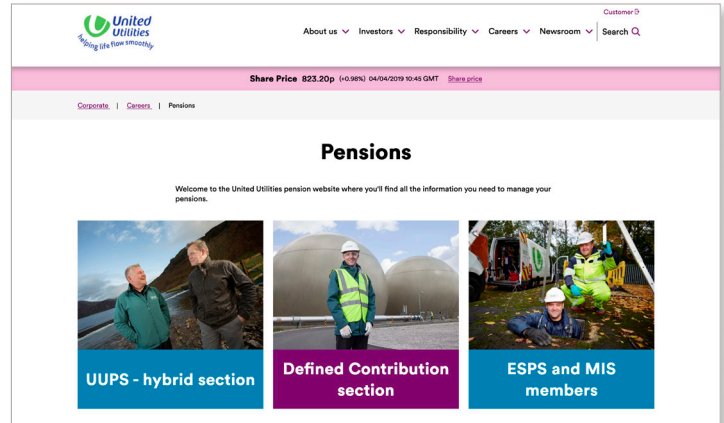 Customer
United
Utilities
helping life flow smoothly
About us Investors Responsibility Careers Newsroom Search
Share Price 823.20p (+0.98%) 04/04/2019 10:45 GMT Share price
Corporate | Careers | Pensions
Pensions
Welcome to the United Utilities pension website where you'll find all the information you need to manage your
pensions.
UUPS - hybrid section
Defined Contribution
section
ESPS and MIS
members